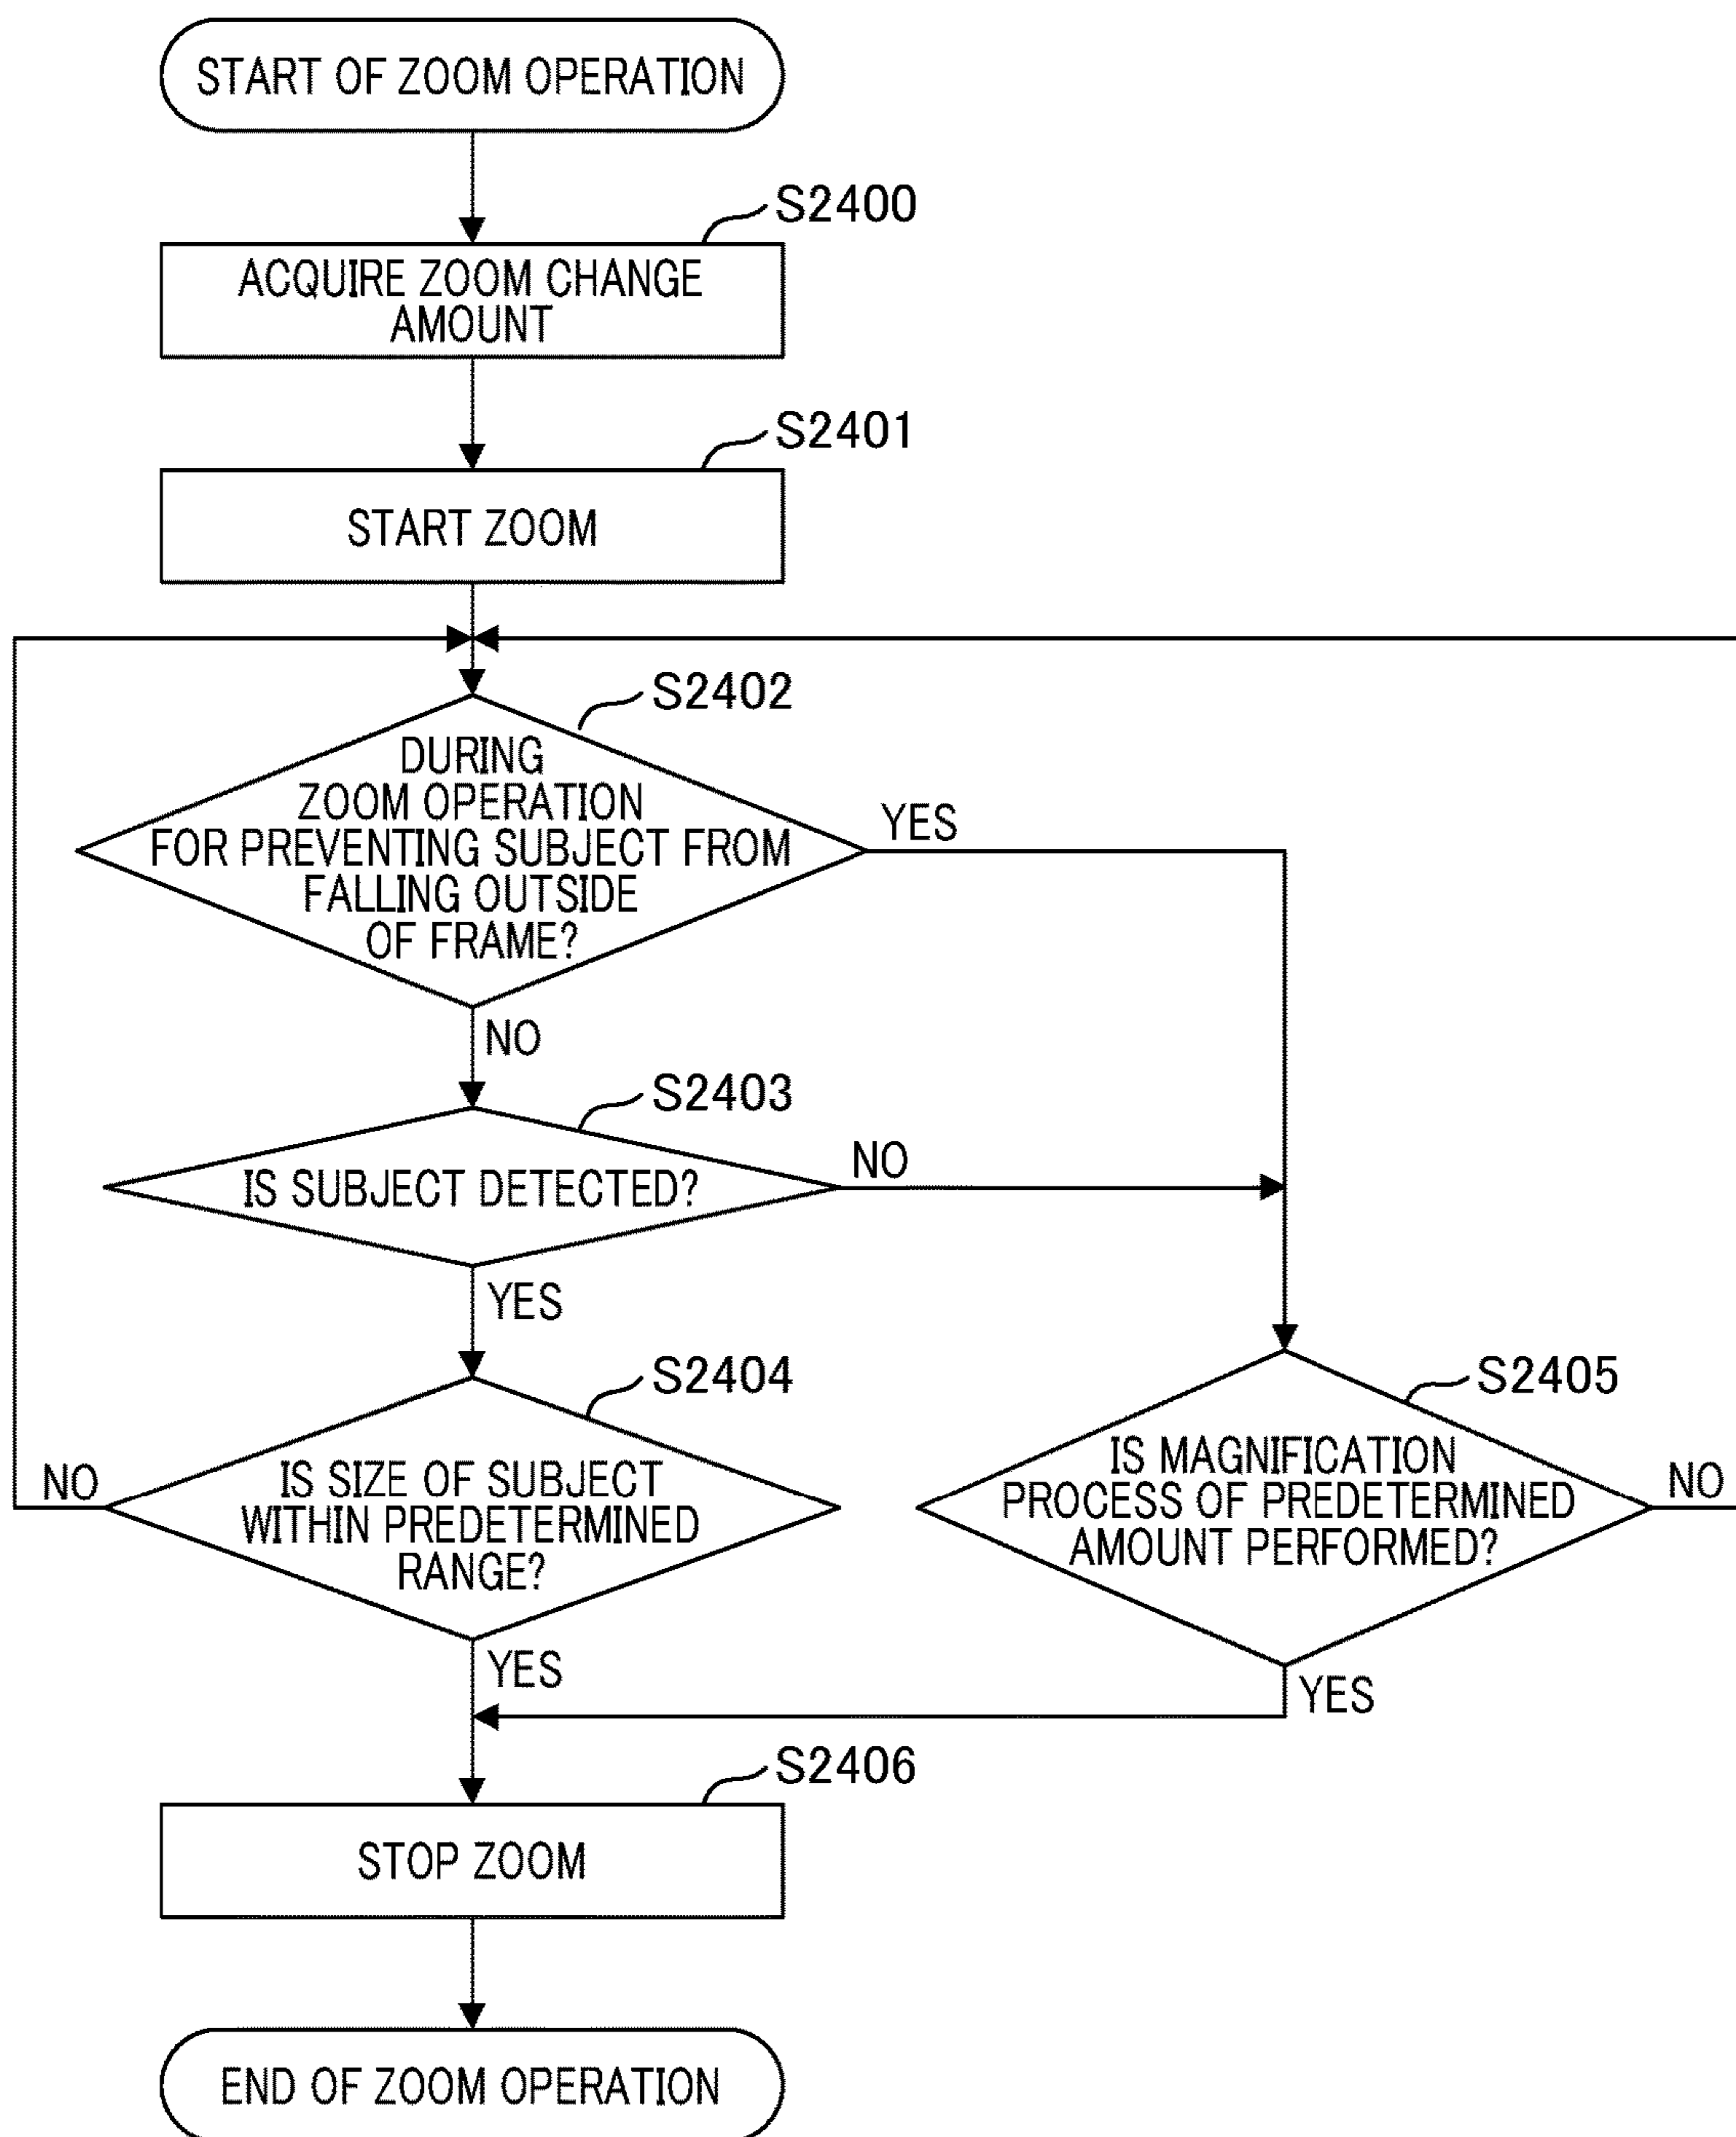 START OF ZOOM OPERATION
S2400
ACQUIRE ZOOM CHANGE
AMOUNT
S2401
START ZOOM
S2402
DURING
ZOOM OPERATION
FOR PREVENTING SUBJECT FROM
FALLING OUTSIDE
OF FRAME?
YES
NO
S2403
IS SUBJECT DETECTED?
NO
YES
S2404
IS SIZE OF SUBJECT
WITHIN PREDETERMINED
RANGE?
NO
YES
S2405
IS MAGNIFICATION
PROCESS OF PREDETERMINED
AMOUNT PERFORMED?
NO
YES
S2406
STOP ZOOM
END OF ZOOM OPERATION